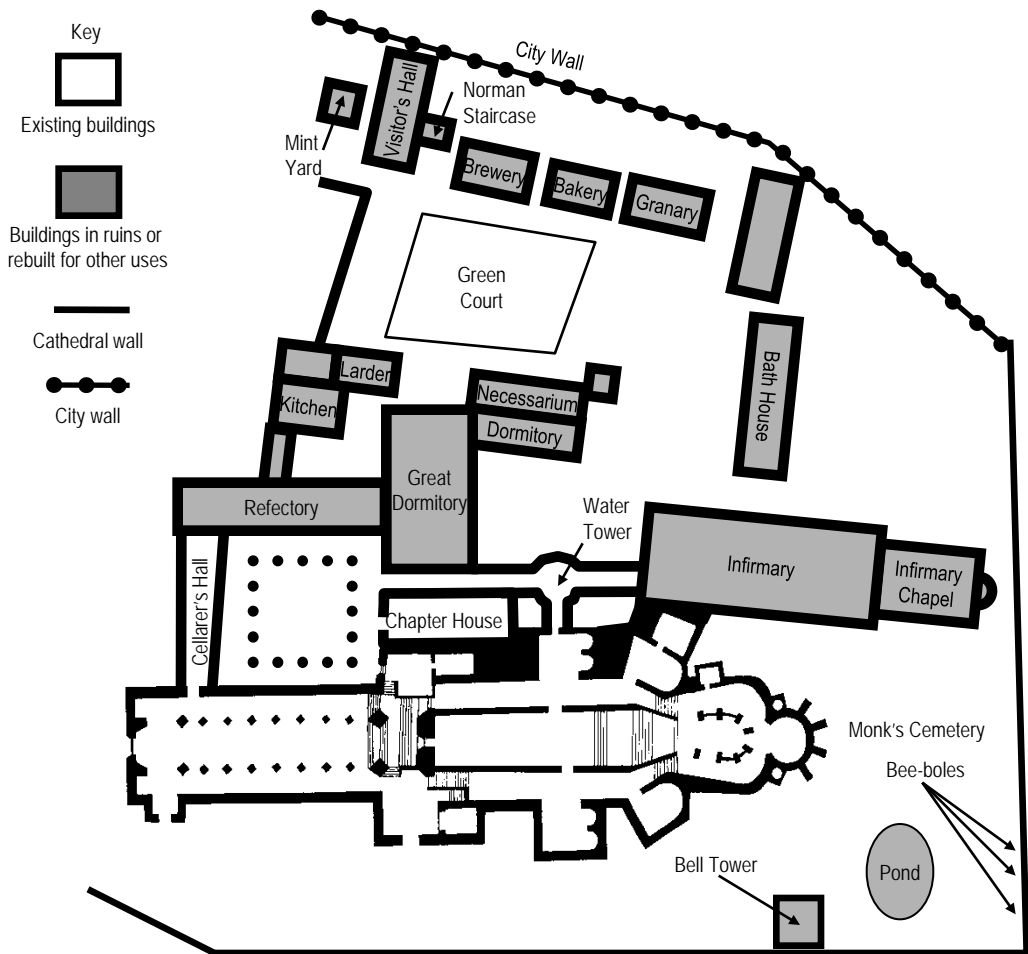 Key
Existing buildings
Buildings in ruins or
rebuilt for other uses
Cathedral wall
City wall
City Wall
Visitor's Hall
Norman
Staircase
Mint
Yard
Brewery
Bakery
Granary
Green
Court
Larder
Kitchen
Necessarium
Dormitory
Bath House
Great
Dormitory
Refectory
Water
Tower
Infirmary
Infirmary
Chapel
Cellarer's Hall
Chapter House
Monk's Cemetery
Bee-boles
Bell Tower
Pond